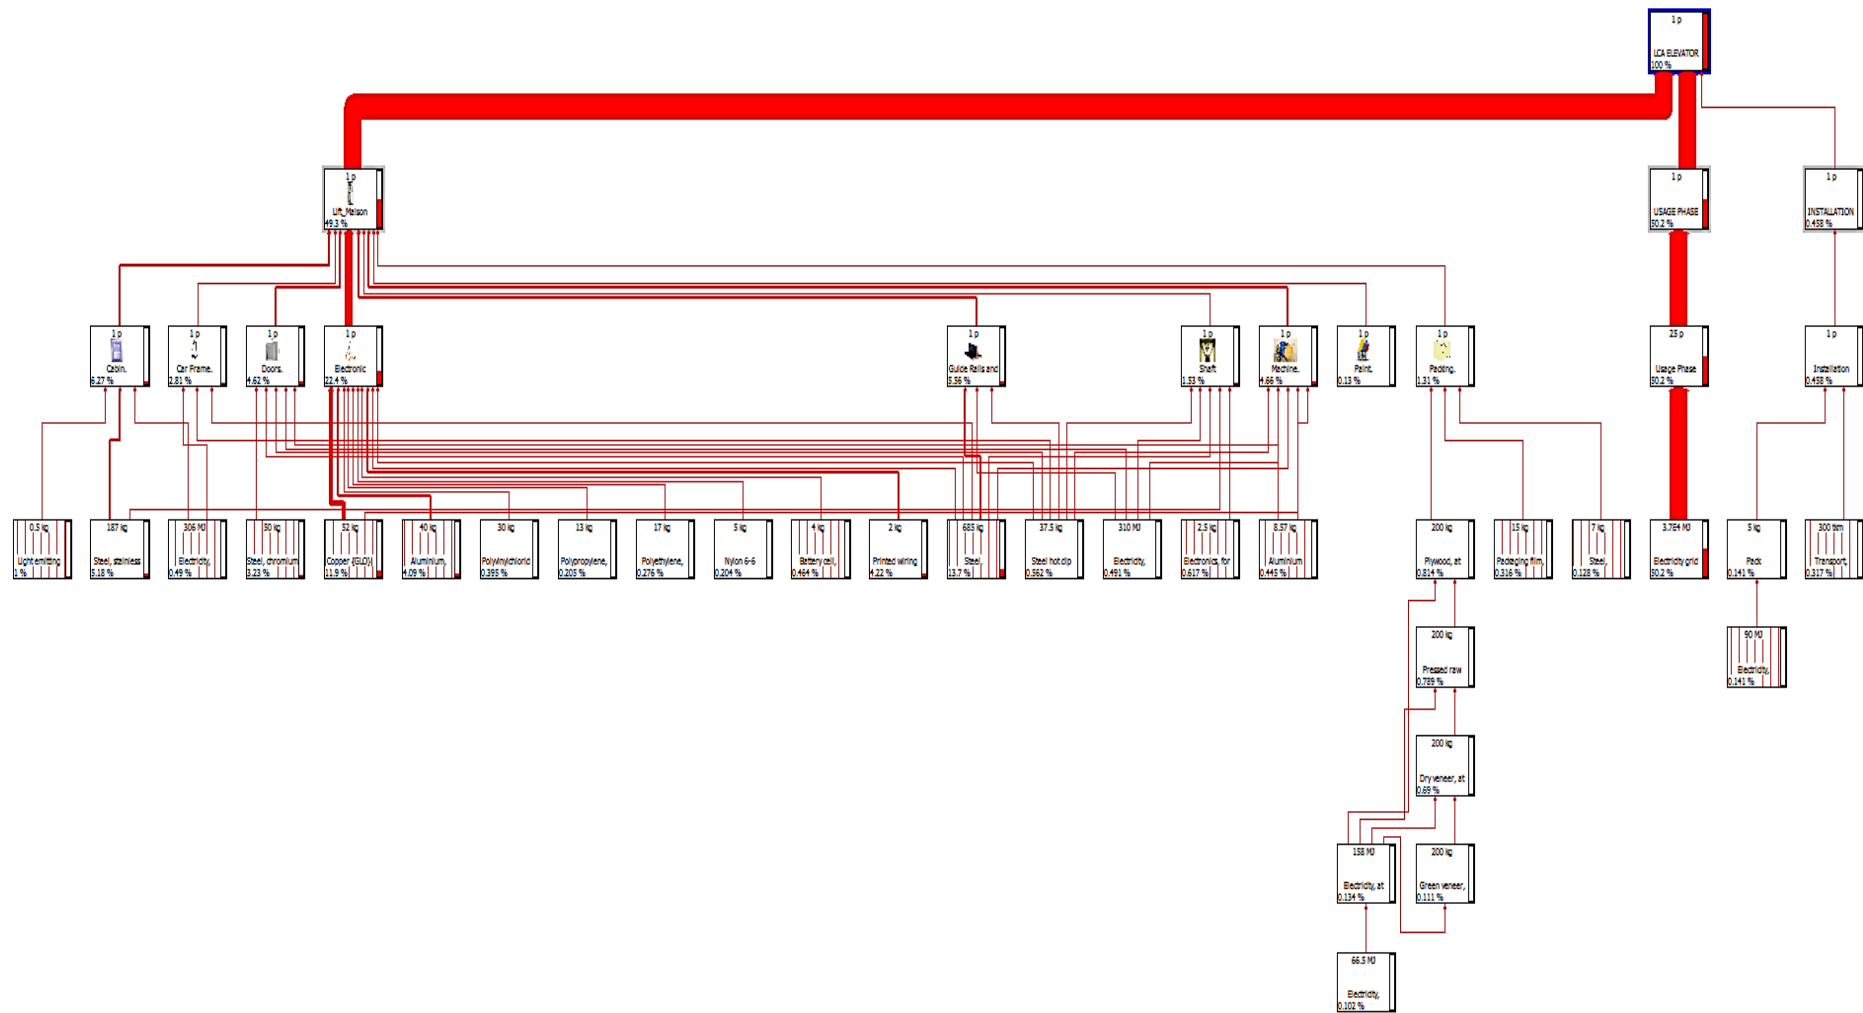 1 p
LCA ELEVATOR
100 %
1 p
Lift_Maison
49.3 %
1 p
USAGE PHASE
50.2 %
1 p
INSTALLATION
0.458 %
1 p
Cabin.
6.27 %
1 p
Car Frame.
2.81 %
1 p
Doors.
4.62 %
1 p
Electronic
22.4 %
1 p
Guide Rails and
5.56 %
1 p
Shaft
1.53 %
1 p
Machine.
4.66 %
1 p
Paint.
0.13 %
1 p
Packing.
1.31 %
25 p
Usage Phase
50.2 %
1 p
Installation
0.458 %
0.5 kg
Light emitting
1 %
187 kg
Steel, stainless
5.18 %
306 MJ
Electricity,
0.49 %
50 kg
Steel, chromium
3.23 %
52 kg
Copper {GLO}|
11.9 %
40 kg
Aluminium,
4.09 %
30 kg
Polyvinylchlorid
0.395 %
13 kg
Polypropylene,
0.205 %
17 kg
Polyethylene,
0.276 %
5 kg
Nylon 6-6
0.204 %
4 kg
Battery cell,
0.464 %
2 kg
Printed wiring
4.22 %
685 kg
Steel,
13.7 %
37.5 kg
Steel hot dip
0.562 %
310 MJ
Electricity,
0.491 %
2.5 kg
Electronics, for
0.617 %
8.57 kg
Aluminium
0.445 %
200 kg
Plywood, at
0.814 %
15 kg
Packaging film,
0.316 %
7 kg
Steel,
0.128 %
3.7E4 MJ
Electricity grid
50.2 %
5 kg
Pack
0.141 %
300 tkm
Transport,
0.317 %
200 kg
Pressed raw
0.789 %
90 MJ
Electricity,
0.141 %
200 kg
Dry veneer, at
0.69 %
158 MJ
Electricity, at
0.134 %
200 kg
Green veneer,
0.111 %
66.5 MJ
Electricity,
0.102 %